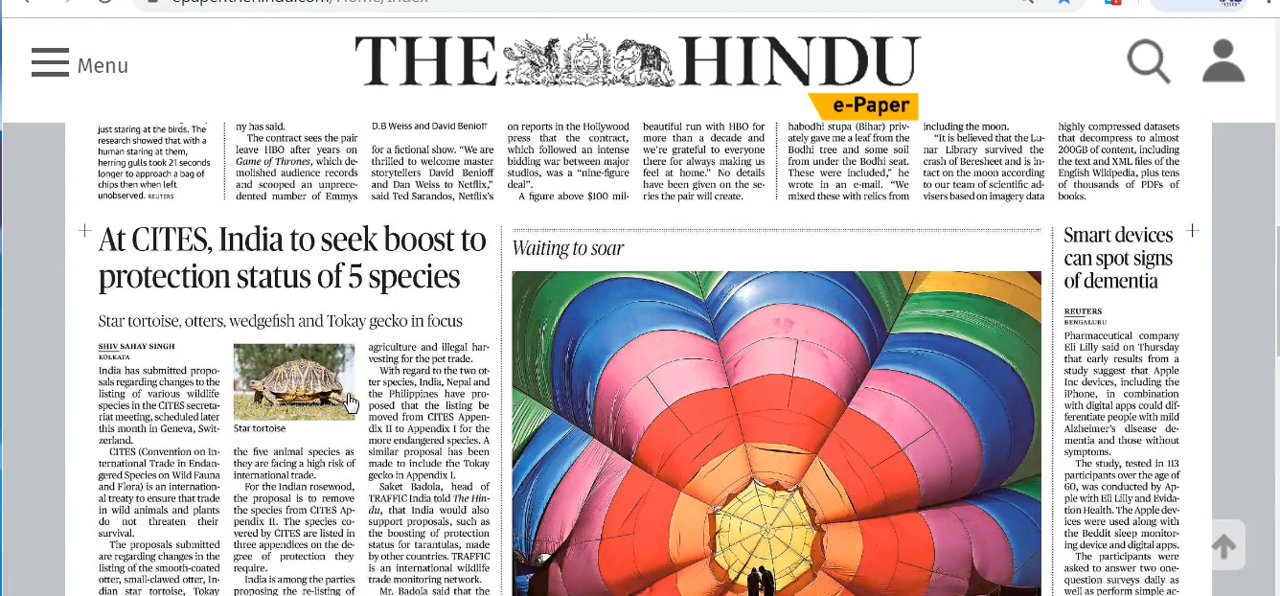 Menu
THE HINDU
e-Paper
just staring at the birds. The
research showed that with a
human staring at them,
herring gulls took 21 seconds
longer to approach a bag of
chips then when left
unobserved. REUTERS
ny has said.
The contract sees the pair
leave HBO after years on
Game of Thrones, which de-
molished audience records
and scooped an unprece-
dented number of Emmys
D.B Weiss and David Benioff
for a fictional show. “We are
thrilled to welcome master
storytellers David Benioff
and Dan Weiss to Netflix,”
said Ted Sarandos, Netflix’s
on reports in the Hollywood
press that the contract,
which followed an intense
bidding war between major
studios, was a “nine-figure
deal”.
A figure above $100 mil-
beautiful run with HBO for
more than a decade and
we’re grateful to everyone
there for always making us
feel at home.” No details
have been given on the se-
ries the pair will create.
habodhi stupa (Bihar) priv-
ately gave me a leaf from the
Bodhi tree and some soil
from under the Bodhi seat.
These were included,” he
wrote in an e-mail. “We
mixed these with relics from
including the moon.
“It is believed that the Lu-
nar Library survived the
crash of Beresheet and is in-
tact on the moon according
to our team of scientific ad-
visers based on imagery data
highly compressed datasets
that decompress to almost
200GB of content, including
the text and XML files of the
English Wikipedia, plus tens
of thousands of PDFs of
books.
At CITES, India to seek boost to
protection status of 5 species
Star tortoise, otters, wedgefish and Tokay gecko in focus
SHIV SAHAY SINGH
KOLKATA
India has submitted propo-
sals regarding changes to the
listing of various wildlife
species in the CITES secreta-
riat meeting, scheduled later
this month in Geneva, Swit-
zerland.
CITES (Convention on In-
ternational Trade in Endan-
gered Species on Wild Fauna
and Flora) is an internation-
al treaty to ensure that trade
in wild animals and plants
do not threaten their
survival.
The proposals submitted
are regarding changes in the
listing of the smooth-coated
otter, small-clawed otter, In-
dian star tortoise, Tokay
Star tortoise
the five animal species as
they are facing a high risk of
international trade.
For the Indian rosewood,
the proposal is to remove
the species from CITES Ap-
pendix II. The species co-
vered by CITES are listed in
three appendices on the de-
gree of protection they
require.
India is among the parties
proposing the re-listing of
agriculture and illegal har-
vesting for the pet trade.
With regard to the two ot-
ter species, India, Nepal and
the Philippines have pro-
posed that the listing be
moved from CITES Appen-
dix II to Appendix I for the
more endangered species. A
similar proposal has been
made to include the Tokay
gecko in Appendix I.
Saket Badola, head of
TRAFFIC India told The Hin-
du, that India would also
support proposals, such as
the boosting of protection
status for tarantulas, made
by other countries. TRAFFIC
is an international wildlife
trade monitoring network.
Mr. Badola said that the
Waiting to soar
Smart devices
can spot signs
of dementia
REUTERS
BENGALURU
Pharmaceutical company
Eli Lilly said on Thursday
that early results from a
study suggest that Apple
Inc devices, including the
iPhone, in combination
with digital apps could dif-
ferentiate people with mild
Alzheimer’s disease de-
mentia and those without
symptoms.
The study, tested in 113
participants over the age of
60, was conducted by Ap-
ple with Eli Lilly and Evida-
tion Health. The Apple dev-
ices were used along with
the Beddit sleep monitor-
ing device and digital apps.
The participants were
asked to answer two one-
question surveys daily as
well as perform simple ac-